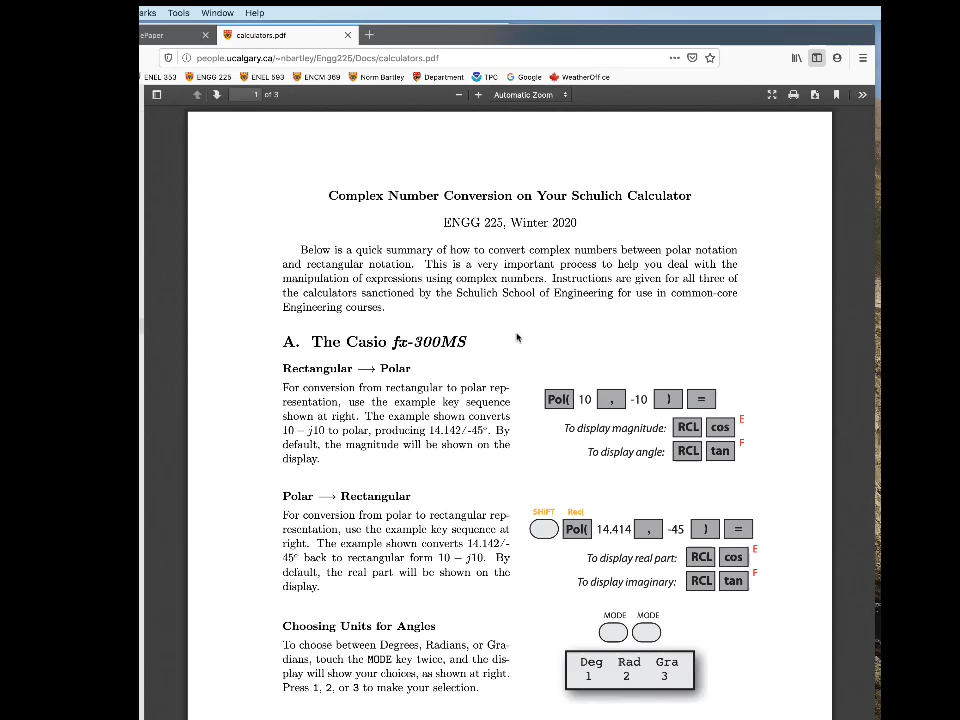 arks Tools Window Help
ePaper calculators.pdf
people.ucalgary.ca/~nbartley/Engg225/Docs/calculators.pdf
ENEL 353 ENGG 225 ENEL 593 ENCM 369 Norm Bartley Department TPC Google WeatherOff ce
1 of 3 Automatic Zoom
Complex Number Conversion on Your Schulich Calculator
ENGG 225, Winter 2020
Below is a quick summary of how to convert complex numbers between polar notation
and rectangular notation. This is a very important process to help you deal with the
manipulation of expressions using complex numbers. Instructions are given for all three of
the calculators sanctioned by the Schulich School of Engineering for use in common-core
Engineering courses.
A. The Casio fx-300MS
Rectangular ⟶ Polar
For conversion from rectangular to polar rep-
resentation, use the example key sequence
shown at right. The example shown converts
10 − j10 to polar, producing 14.142/-45°. By
default, the magnitude will be shown on the
display.
Pol( 10 , -10 ) =
To display magnitude: RCL cos E
To display angle: RCL tan F
Polar ⟶ Rectangular
For conversion from polar to rectangular rep-
resentation, use the example key sequence at
right. The example shown converts 14.142/-
45° back to rectangular form 10 − j10. By
default, the real part will be shown on the
display.
SHIFT Rec(
Pol( 14.414 , -45 ) =
To display real part: RCL cos E
To display imaginary: RCL tan F
Choosing Units for Angles
To choose between Degrees, Radians, or Gra-
dians, touch the MODE key twice, and the dis-
play will show your choices, as shown at right.
Press 1, 2, or 3 to make your selection.
MODE MODE
Deg Rad Gra
1 2 3